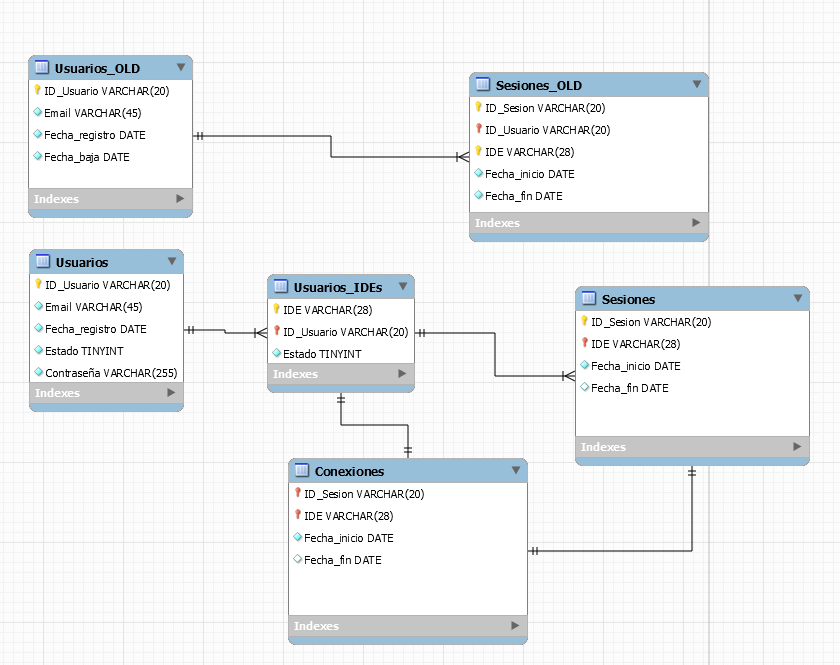 Usuarios_OLD
ID_Usuario VARCHAR(20)
Email VARCHAR(45)
Fecha_registro DATE
Fecha_baja DATE
Indexes
Sesiones_OLD
ID_Sesion VARCHAR(20)
ID_Usuario VARCHAR(20)
IDE VARCHAR(28)
Fecha_inicio DATE
Fecha_fin DATE
Indexes
Usuarios
ID_Usuario VARCHAR(20)
Email VARCHAR(45)
Fecha_registro DATE
Estado TINYINT
Contraseña VARCHAR(255)
Indexes
Usuarios_IDEs
IDE VARCHAR(28)
ID_Usuario VARCHAR(20)
Estado TINYINT
Indexes
Sesiones
ID_Sesion VARCHAR(20)
IDE VARCHAR(28)
Fecha_inicio DATE
Fecha_fin DATE
Indexes
Conexiones
ID_Sesion VARCHAR(20)
IDE VARCHAR(28)
Fecha_inicio DATE
Fecha_fin DATE
Indexes